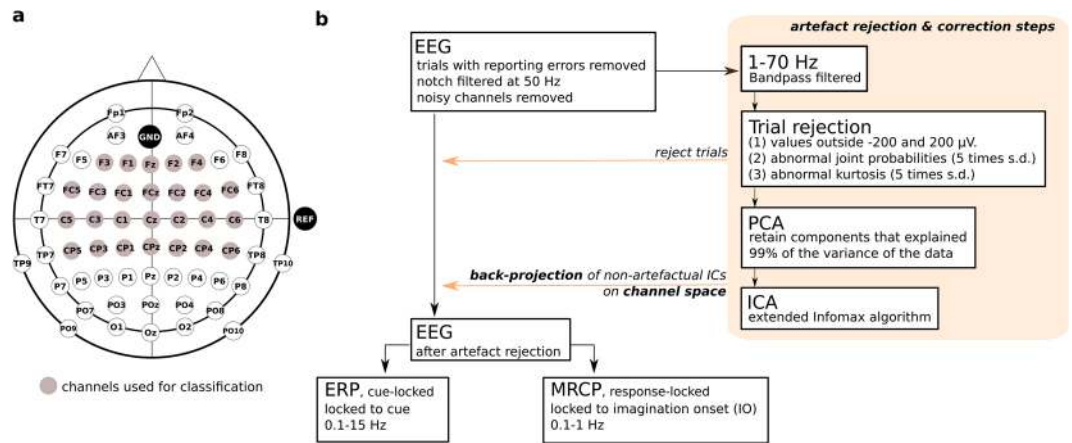 a
Fp1 Fp2
AF3 GND AF4
F7 F5 F3 F1 Fz F2 F4 F6 F8
FT7 FC5 FC3 FC1 FCz FC2 FC4 FC6 FT8
T7 C5 C3 C1 Cz C2 C4 C6 T8 REF
TP9 TP7 CP5 CP3 CP1 CPz CP2 CP4 CP6 TP8 TP10
P7 P5 P3 P1 Pz P2 P4 P6 P8
PO9 PO7 PO3 POz PO4 PO8 PO10
O1 Oz O2
channels used for classification
b
EEG
trials with reporting errors removed
notch filtered at 50 Hz
noisy channels removed
artefact rejection & correction steps
1-70 Hz
Bandpass filtered
Trial rejection
(1) values outside -200 and 200 µV.
(2) abnormal joint probabilities (5 times s.d.)
(3) abnormal kurtosis (5 times s.d.)
reject trials
PCA
retain components that explained
99% of the variance of the data
back-projection of non-artefactual ICs
on channel space
ICA
extended Infomax algorithm
EEG
after artefact rejection
ERP, cue-locked
locked to cue
0.1-15 Hz
MRCP, response-locked
locked to imagination onset (IO)
0.1-1 Hz